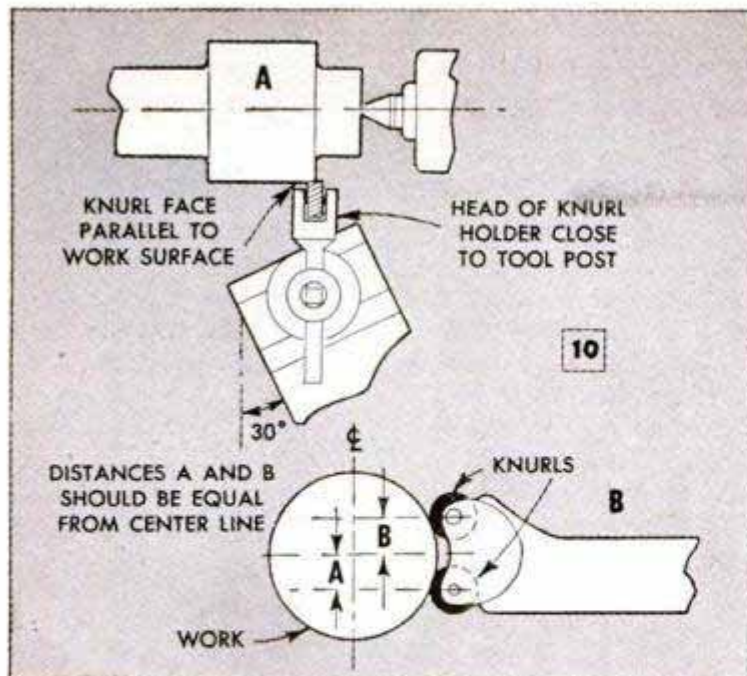 A
KNURL FACE
PARALLEL TO
WORK SURFACE
HEAD OF KNURL
HOLDER CLOSE
TO TOOL POST
10
30°
℄
DISTANCES A AND B
SHOULD BE EQUAL
FROM CENTER LINE
KNURLS
B
B
A
WORK